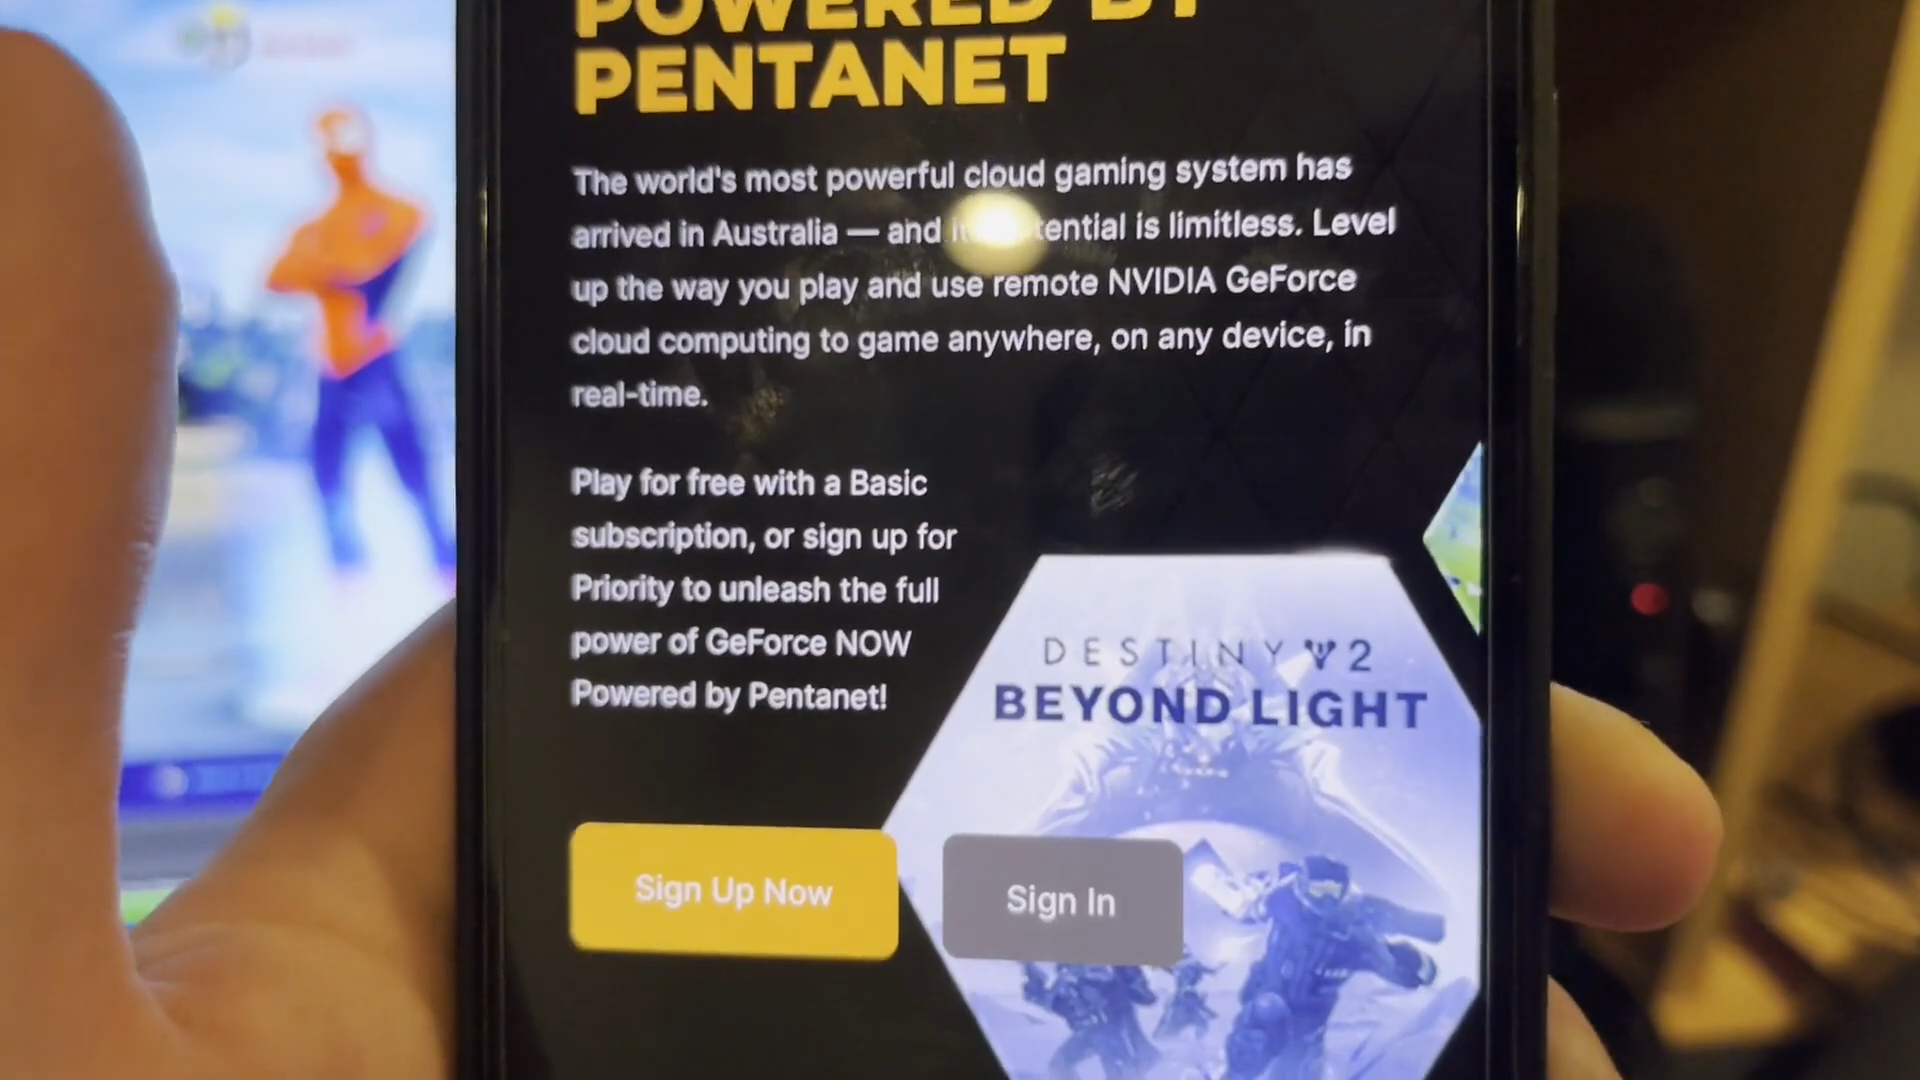 POWERED BY
PENTANET
The world's most powerful cloud gaming system has
arrived in Australia — and is limitless. Level
up the way you play and use remote NVIDIA GeForce
cloud computing to game anywhere, on any device, in
real-time.
Play for free with a Basic
subscription, or sign up for
Priority to unleash the full
power of GeForce NOW
Powered by Pentanet!
DESTINY 2
BEYOND LIGHT
Sign Up Now
Sign In